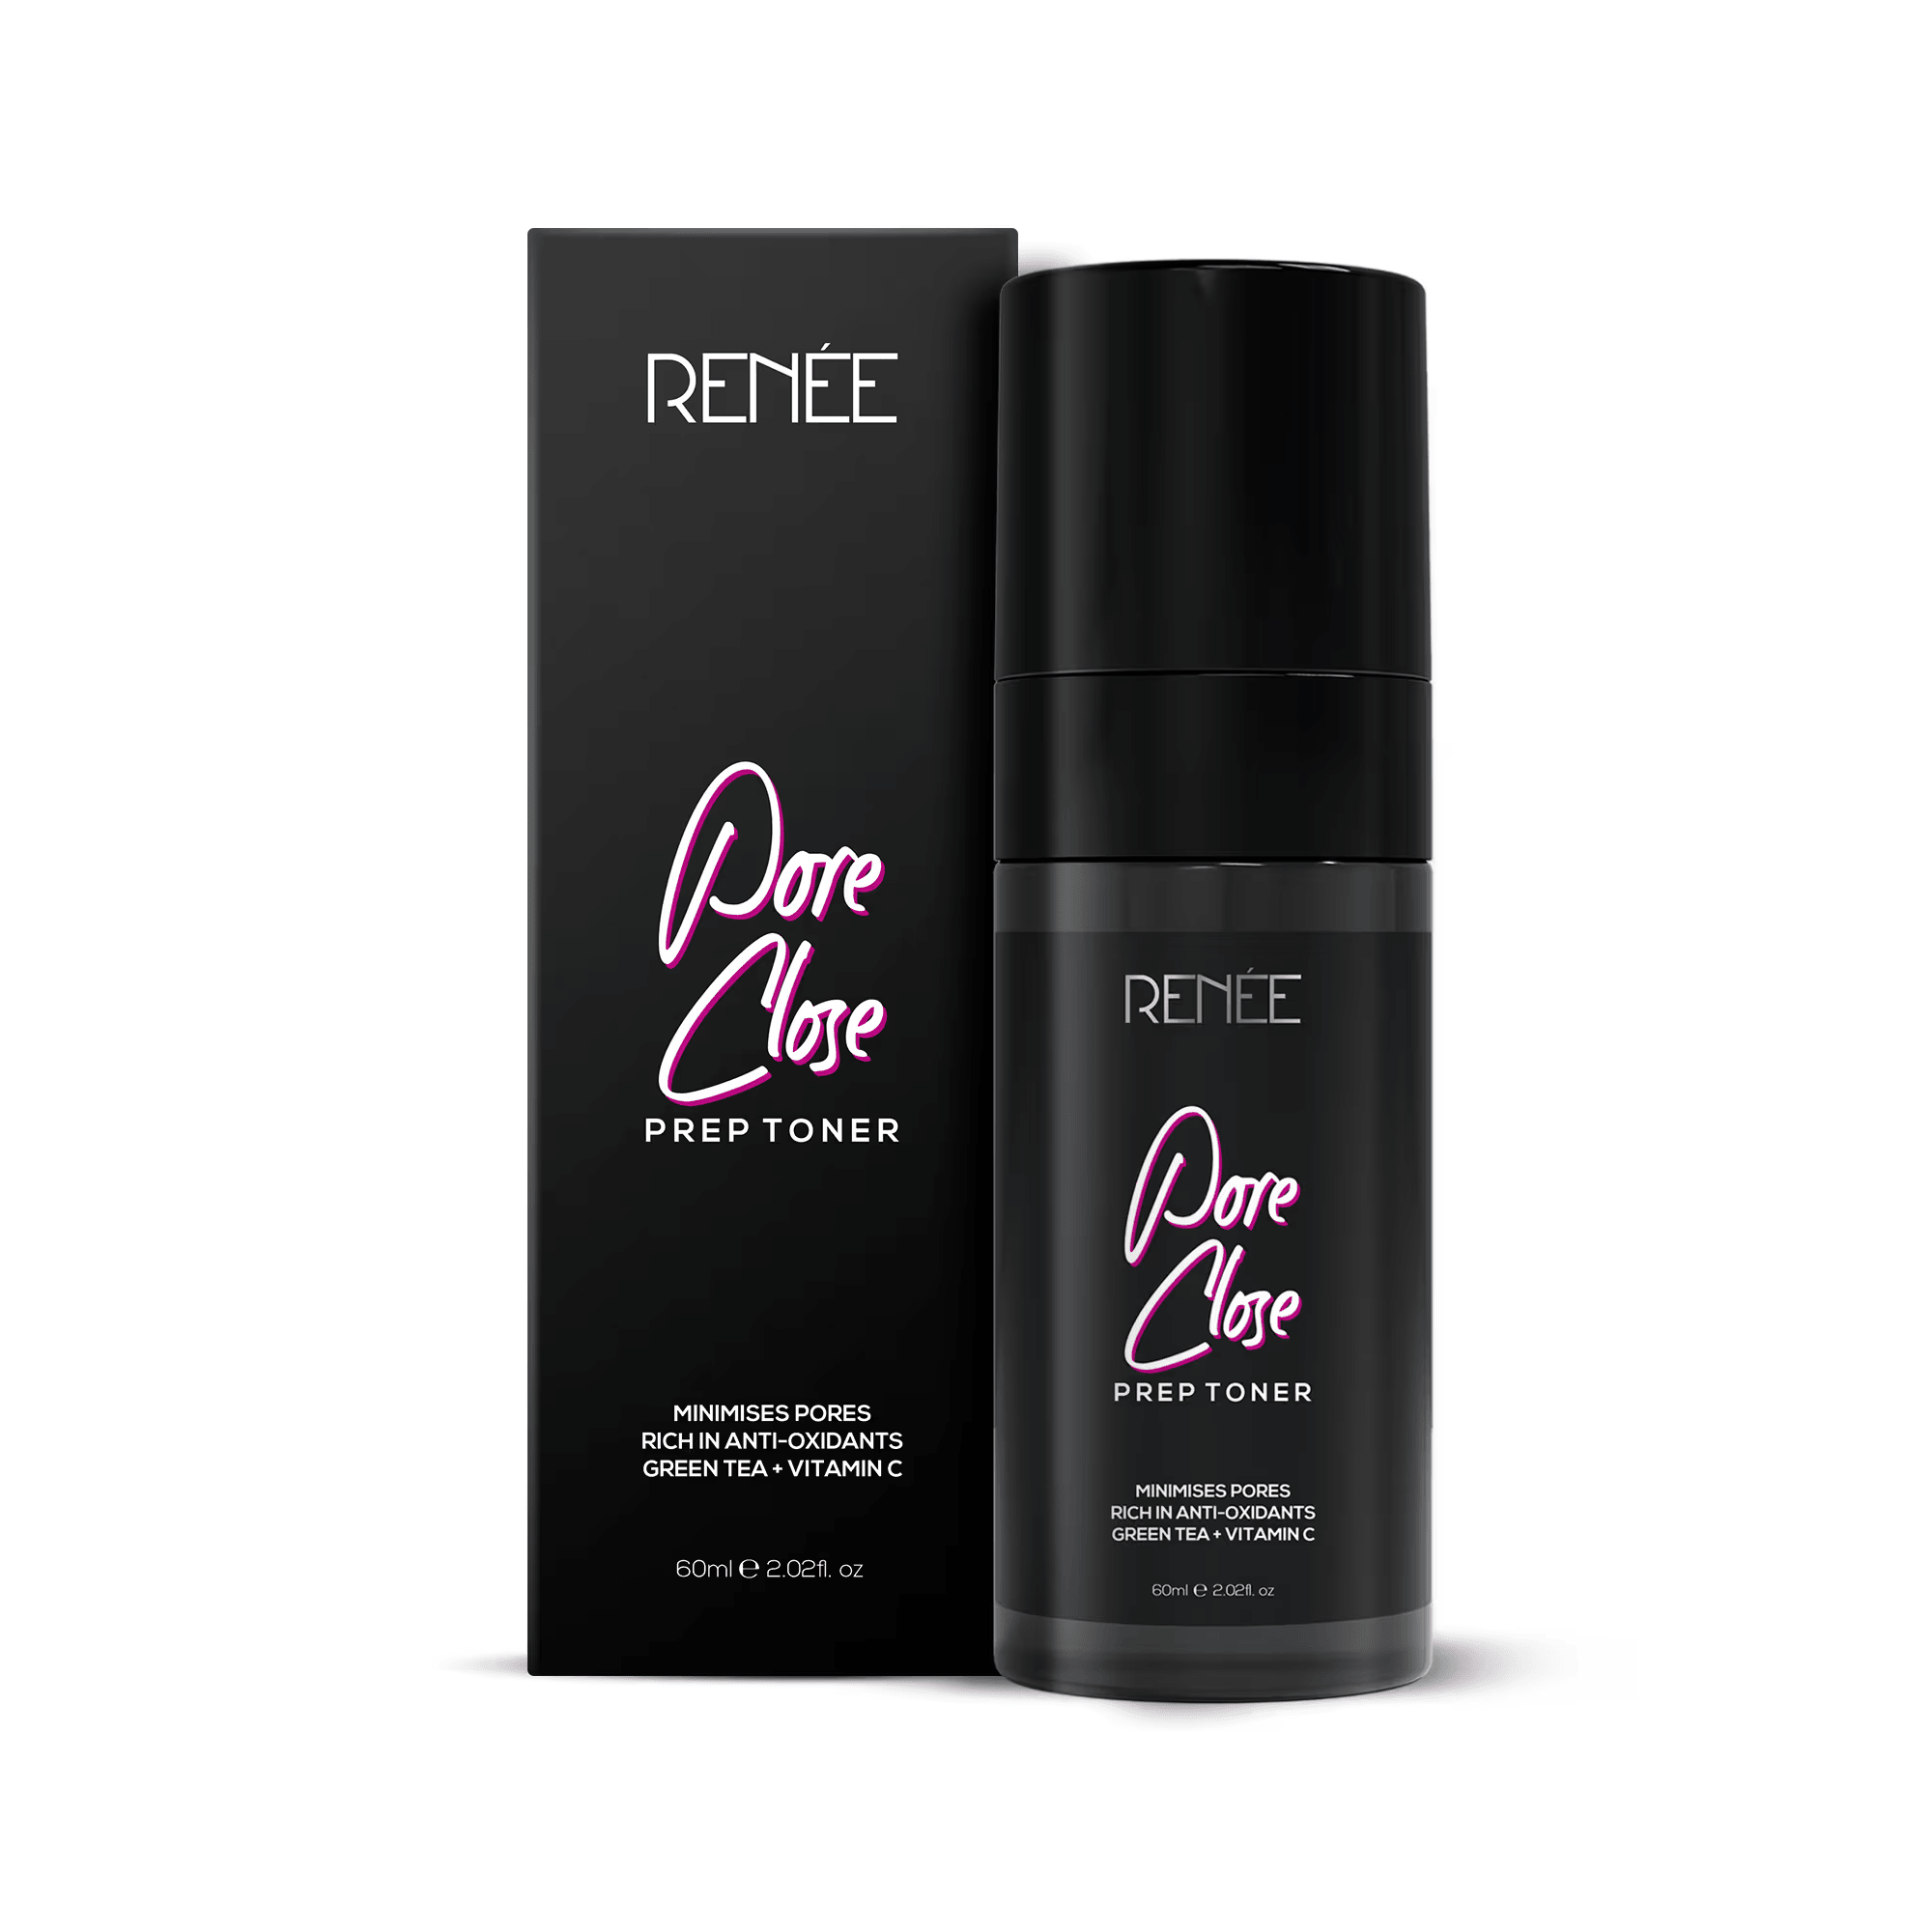 RENÉE
Pore
Close
PREP TONER
MINIMISES PORES
RICH IN ANTI-OXIDANTS
GREEN TEA + VITAMIN C
60ml ℮ 2.02fl. oz
RENÉE
Pore
Close
PREP TONER
MINIMISES PORES
RICH IN ANTI-OXIDANTS
GREEN TEA + VITAMIN C
60ml ℮ 2.02fl. oz